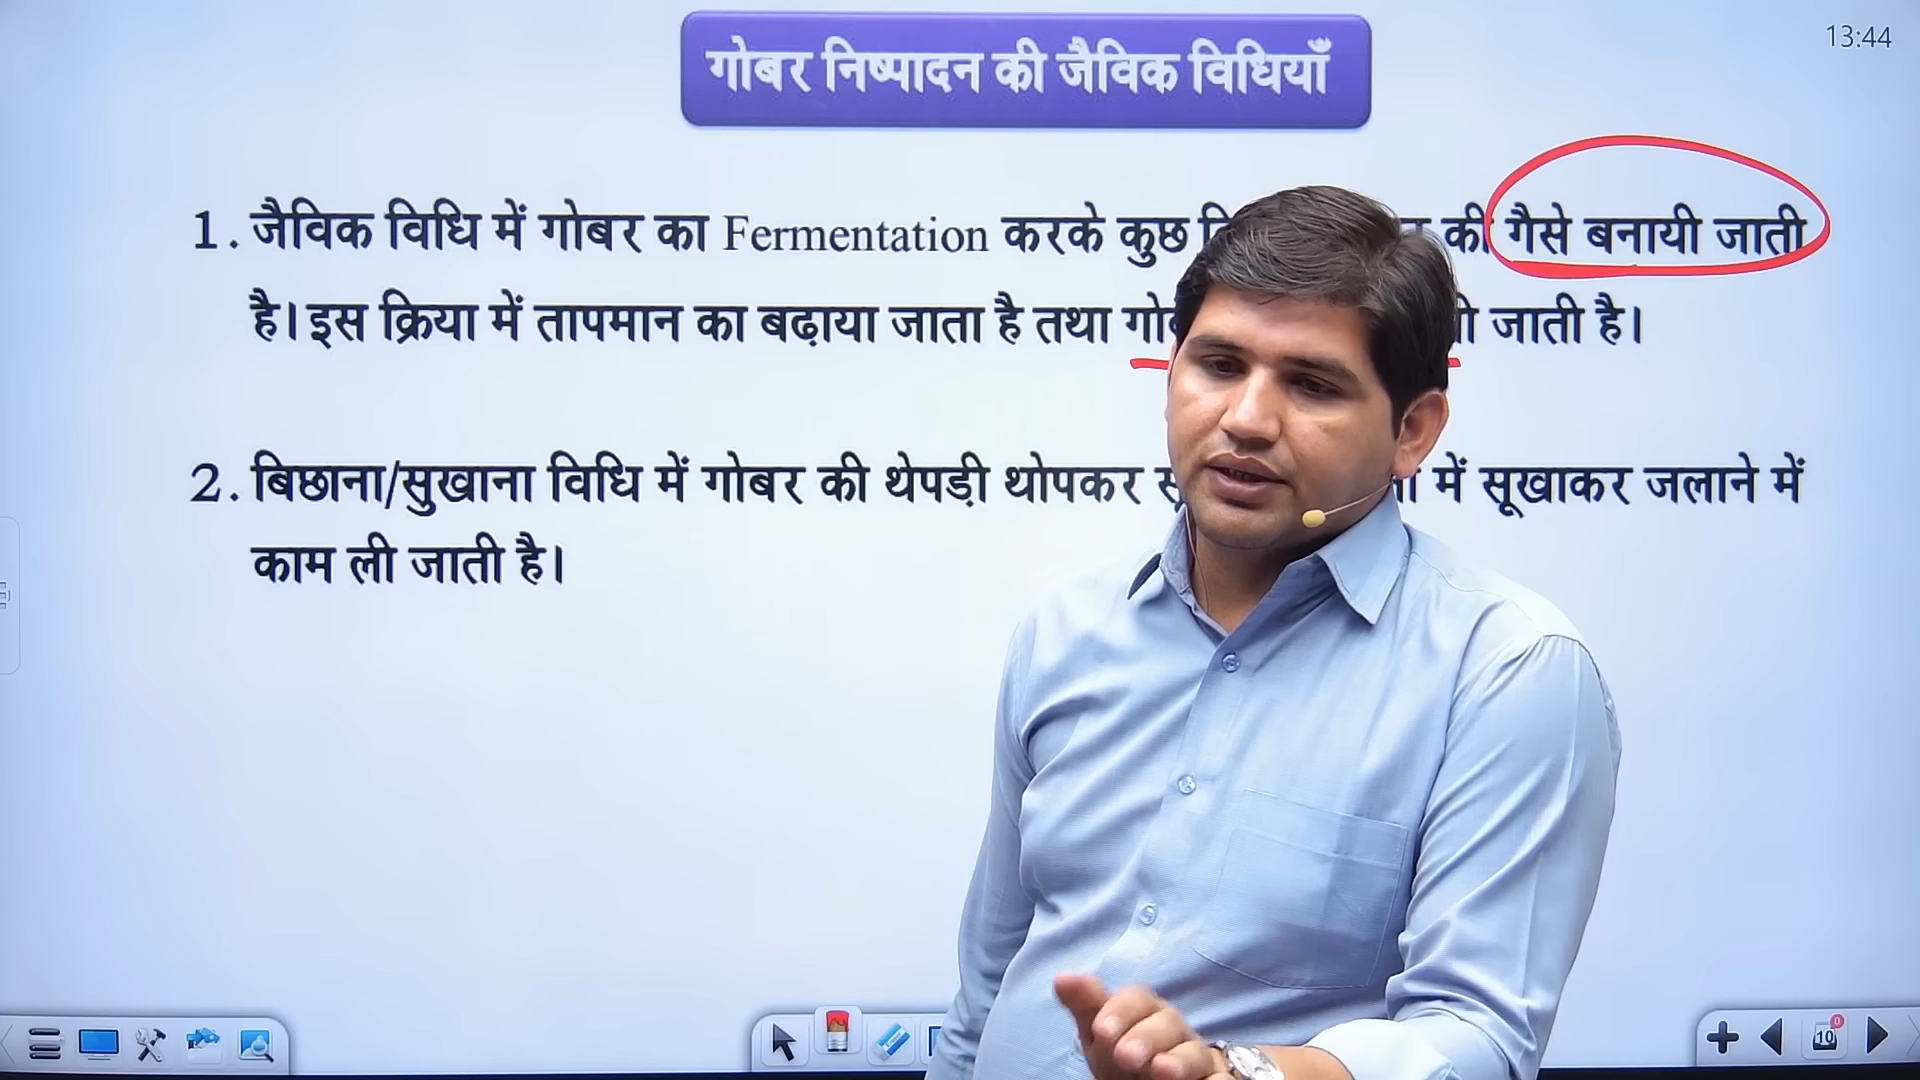 गोबर निष्पादन की जैविक विधियाँ
13:44
1. जैविक विधि में गोबर का Fermentation करके कुछ की गैसे बनायी जाती
है। इस क्रिया में तापमान का बढ़ाया जाता है तथा जाती है।
2. बिछाना/सुखाना विधि में गोबर की थेपड़ी थोपकर में सूखाकर जलाने में
काम ली जाती है।
10
0